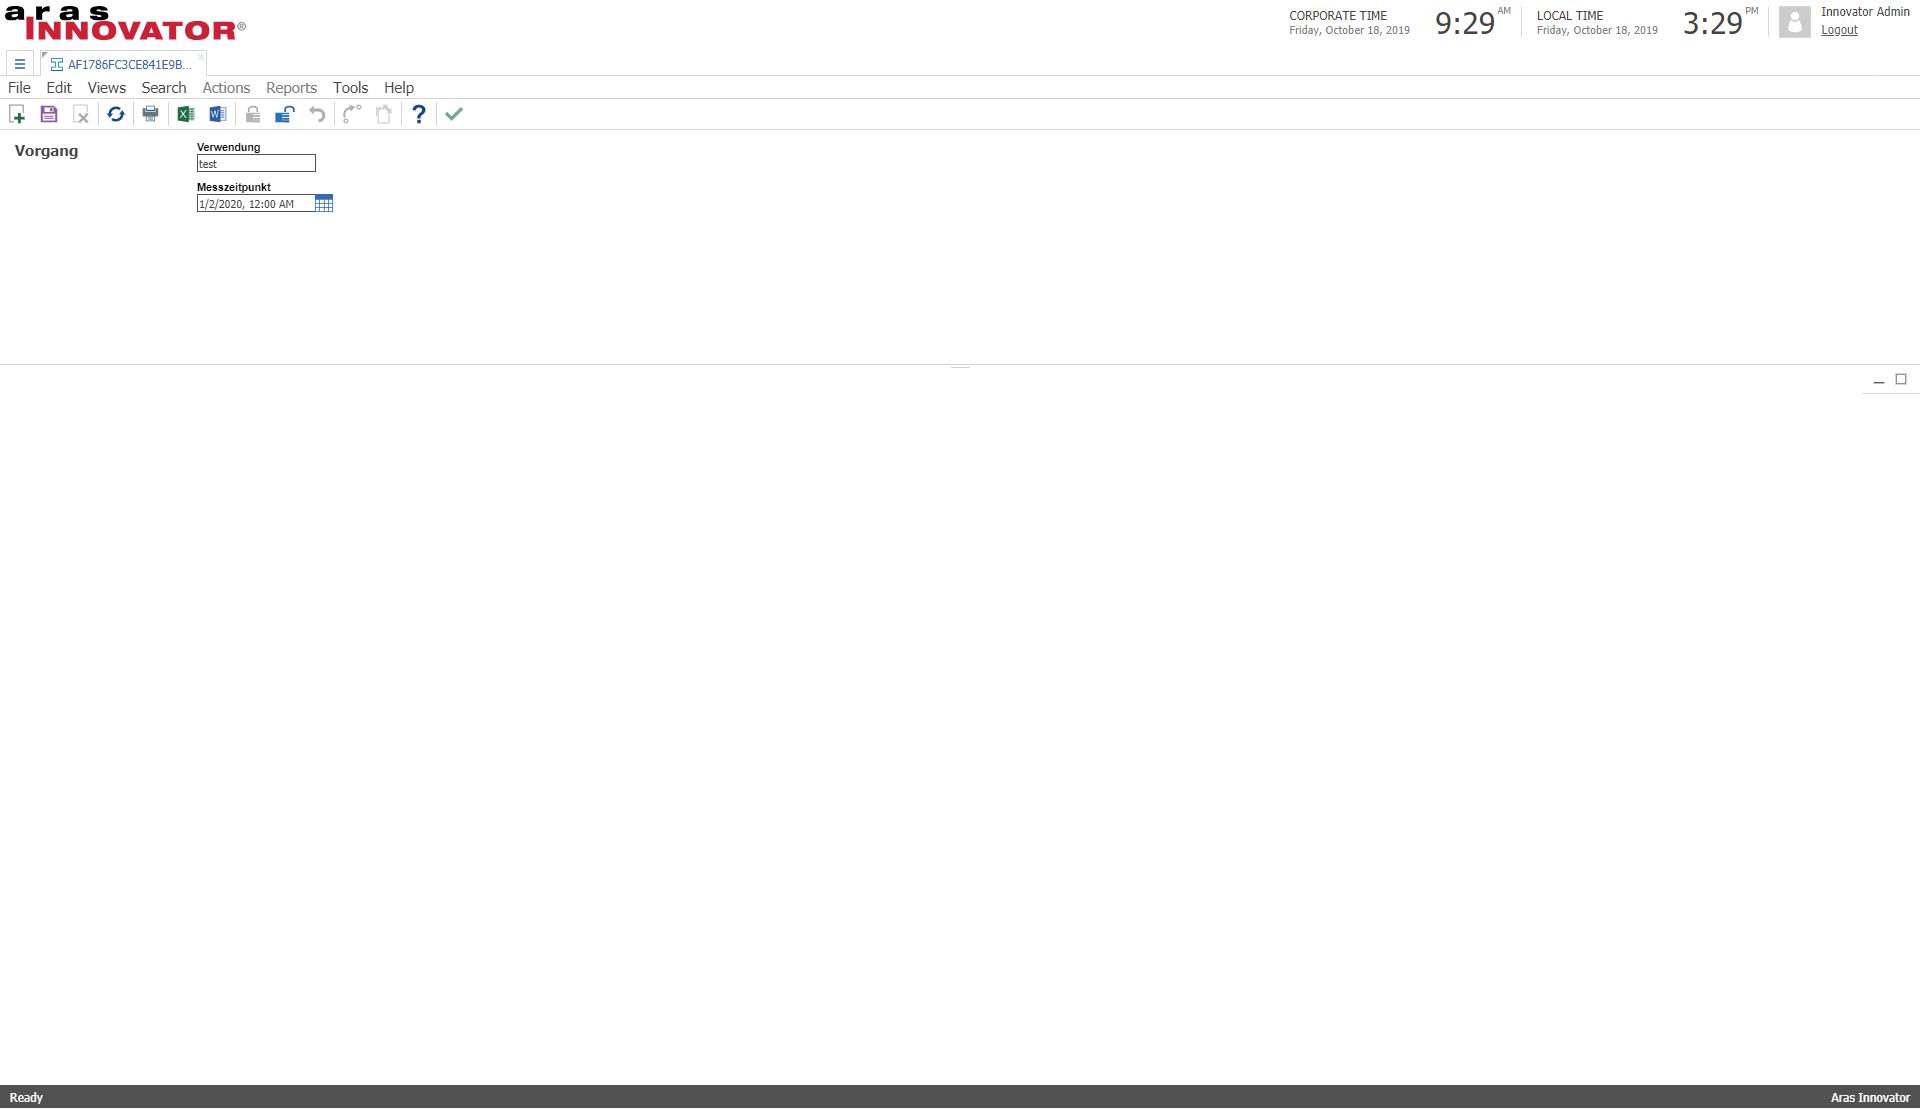 aras
INNOVATOR®
CORPORATE TIME
Friday, October 18, 2019
9:29 AM
LOCAL TIME
Friday, October 18, 2019
3:29 PM
Innovator Admin
Logout
AF1786FC3CE841E9B...
File Edit Views Search Actions Reports Tools Help
Vorgang
Verwendung
test
Messzeitpunkt
1/2/2020, 12:00 AM
Ready
Aras Innovator